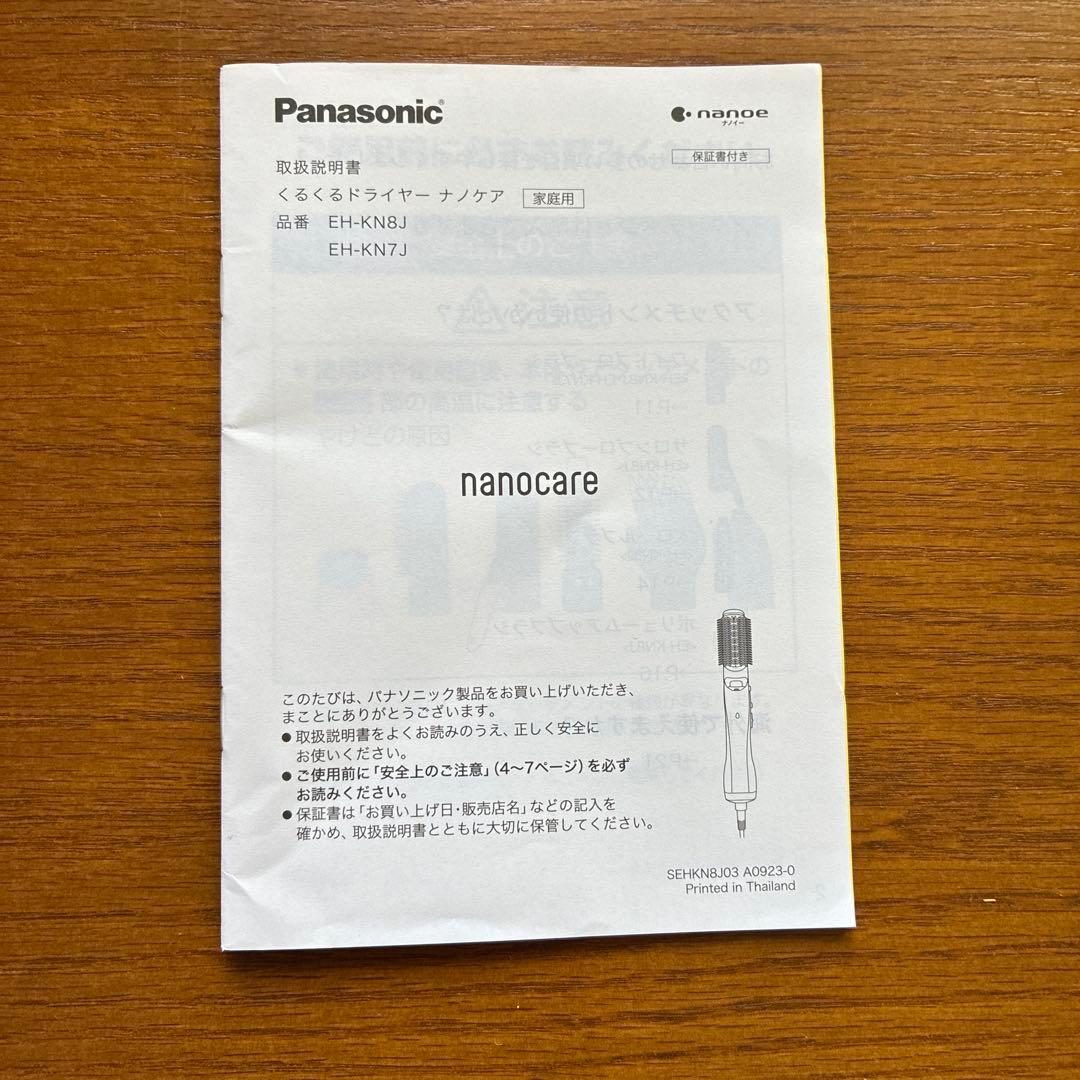 Panasonic®
nanoe
ナノイー
保証書付き
取扱説明書
くるくるドライヤー ナノケア 家庭用
品番 EH-KN8J
EH-KN7J
nanocare
このたびは、パナソニック製品をお買い上げいただき、
まことにありがとうございます。
● 取扱説明書をよくお読みのうえ、正しく安全に
お使いください。
● ご使用前に「安全上のご注意」(4~7ページ)を必ず
お読みください。
● 保証書は「お買い上げ日・販売店名」などの記入を
確かめ、取扱説明書とともに大切に保管してください。
SEHKN8J03 A0923-0
Printed in Thailand